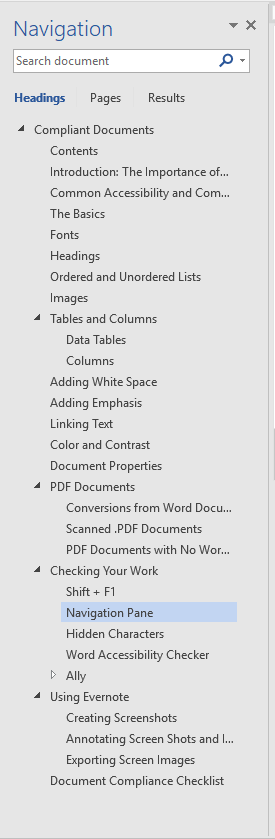 Navigation
Search document
Headings Pages Results
Compliant Documents
Contents
Introduction: The Importance of...
Common Accessibility and Com...
The Basics
Fonts
Headings
Ordered and Unordered Lists
Images
Tables and Columns
Data Tables
Columns
Adding White Space
Adding Emphasis
Linking Text
Color and Contrast
Document Properties
PDF Documents
Conversions from Word Docu...
Scanned .PDF Documents
PDF Documents with No Wor...
Checking Your Work
Shift + F1
Navigation Pane
Hidden Characters
Word Accessibility Checker
Ally
Using Evernote
Creating Screenshots
Annotating Screen Shots and I...
Exporting Screen Images
Document Compliance Checklist